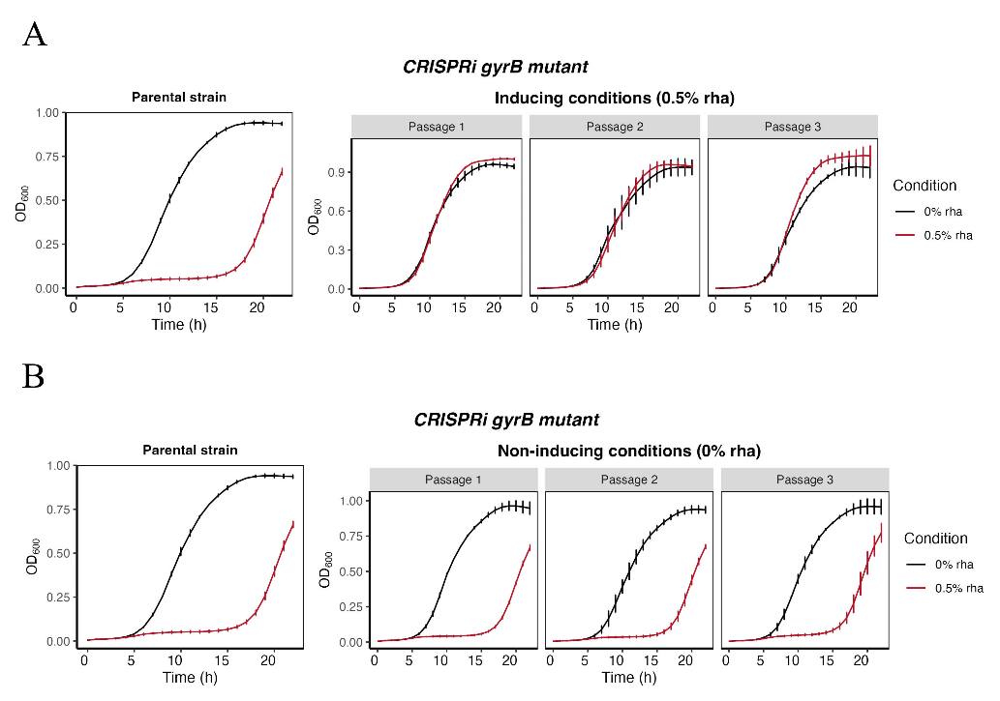 A
CRISPRi gyrB mutant
Parental strain
Inducing conditions (0.5% rha)
Passage 1
Passage 2
Passage 3
1.00
0.75
0.50
0.25
0.00
OD600
0 5 10 15 20
Time (h)
0.9
0.6
0.3
0.0
OD600
0 5 10 15 20
0 5 10 15 20
0 5 10 15 20
Time (h)
Condition
0% rha
0.5% rha
B
CRISPRi gyrB mutant
Parental strain
Non-inducing conditions (0% rha)
Passage 1
Passage 2
Passage 3
1.00
0.75
0.50
0.25
0.00
OD600
0 5 10 15 20
Time (h)
1.00
0.75
0.50
0.25
0.00
OD600
0 5 10 15 20
0 5 10 15 20
0 5 10 15 20
Time (h)
Condition
0% rha
0.5% rha